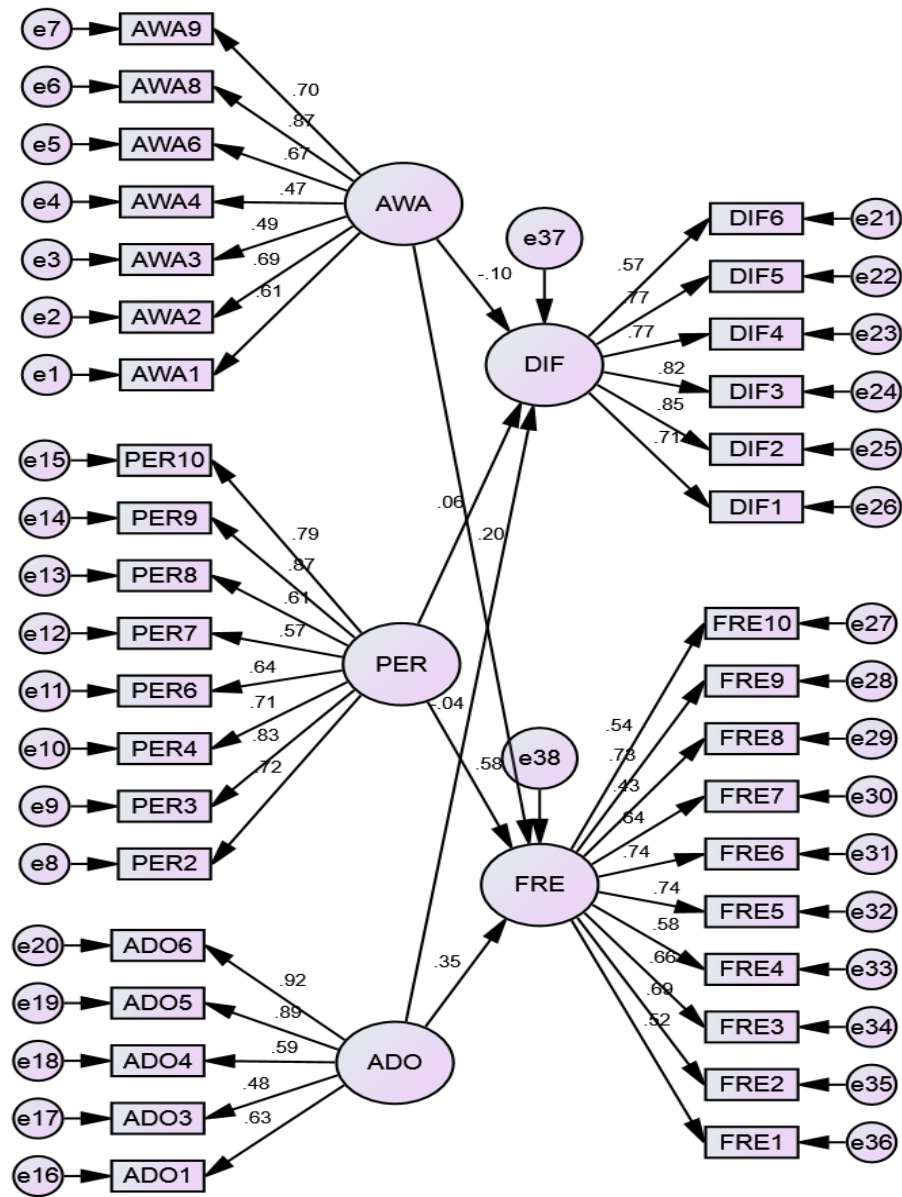 e7 AWA9
e6 AWA8
e5 AWA6
e4 AWA4
e3 AWA3
e2 AWA2
e1 AWA1
.70
.87
.67
.47
.49
.69
.61
AWA
e15 PER10
e14 PER9
e13 PER8
e12 PER7
e11 PER6
e10 PER4
e9 PER3
e8 PER2
.79
.87
.61
.57
.64
.71
.83
.72
PER
e20 ADO6
e19 ADO5
e18 ADO4
e17 ADO3
e16 ADO1
.92
.89
.59
.48
.63
ADO
-.10
.06
.20
-.04
.58
.35
e37
DIF
.57
.77
.77
.82
.85
.71
DIF6 e21
DIF5 e22
DIF4 e23
DIF3 e24
DIF2 e25
DIF1 e26
e38
FRE
.54
.73
.43
.64
.74
.74
.58
.66
.69
.52
FRE10 e27
FRE9 e28
FRE8 e29
FRE7 e30
FRE6 e31
FRE5 e32
FRE4 e33
FRE3 e34
FRE2 e35
FRE1 e36